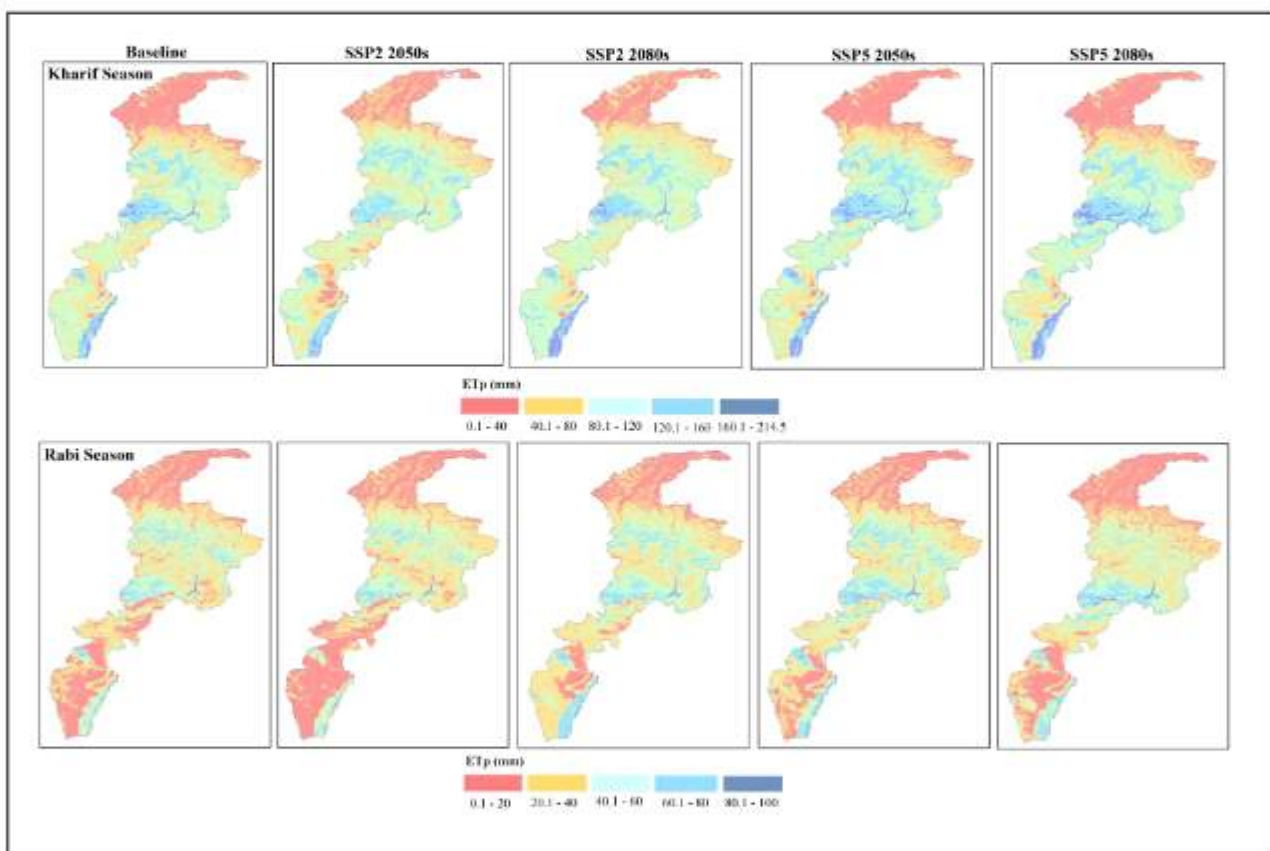 Baseline SSP2 2050s SSP2 2080s SSP5 2050s SSP5 2080s
Kharif Season
ETp (mm)
0.1 - 40 40.1 - 80 80.1 - 120 120.1 - 160 160.1 - 214.5
Rabi Season
ETp (mm)
0.1 - 20 20.1 - 40 40.1 - 60 60.1 - 80 80.1 - 100